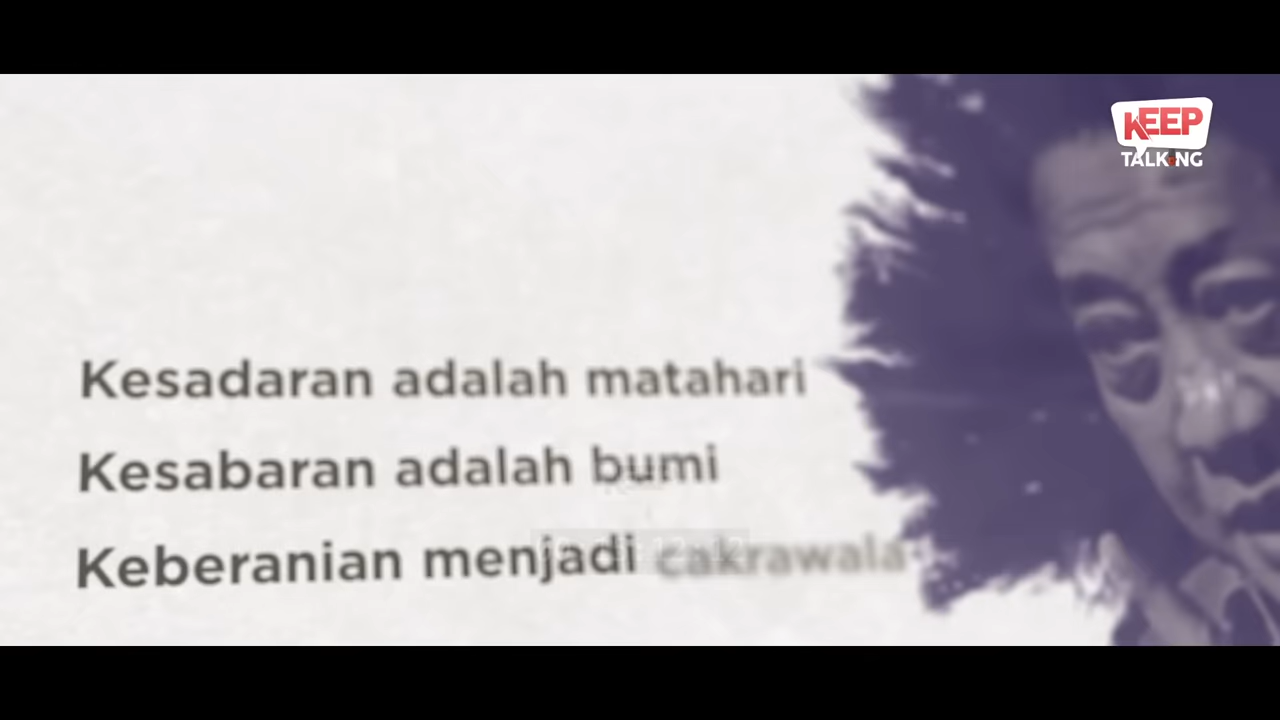 KEEP
TALKING
Kesadaran adalah matahari
Kesabaran adalah bumi
Keberanian menjadi cakrawala